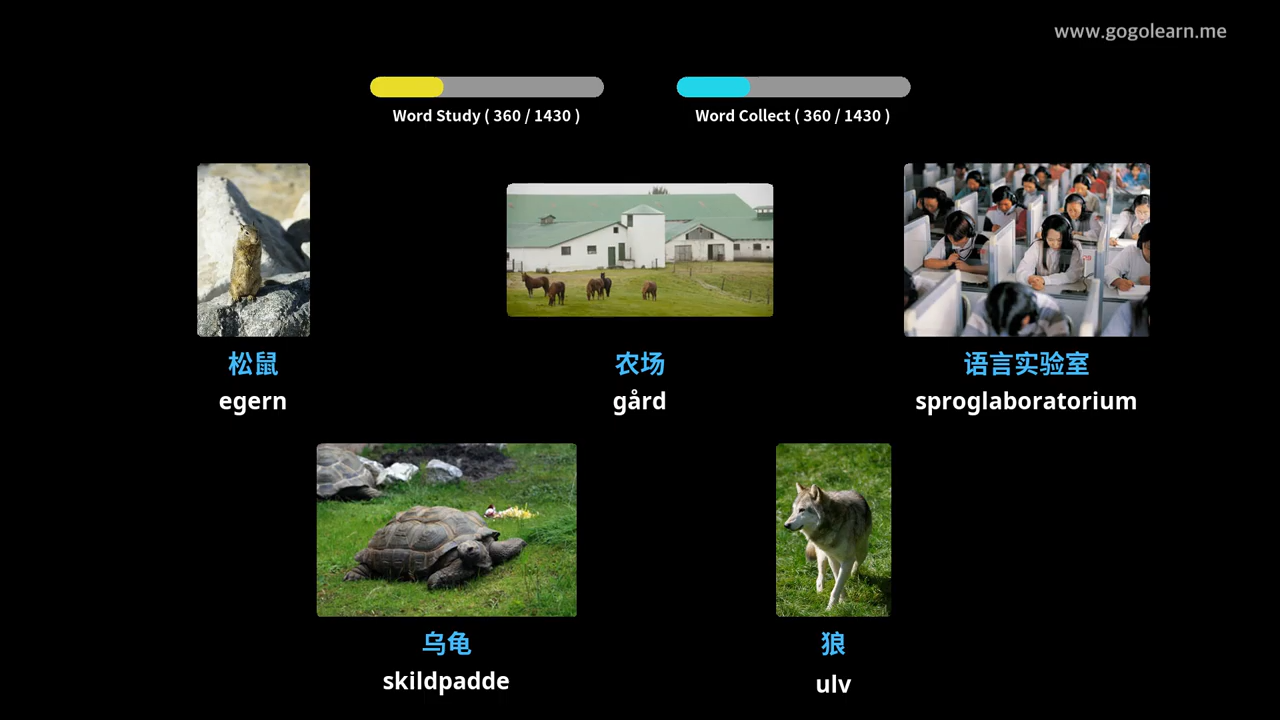 www.gogolearn.me
Word Study ( 360 / 1430 )
Word Collect ( 360 / 1430 )
松鼠
egern
农场
gård
语言实验室
sproglaboratorium
乌龟
skildpadde
狼
ulv